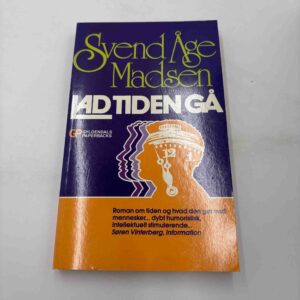 Svend Åge
Madsen
LAD TIDEN GÅ
GP GYLDENDALS
PAPERBACKS
12
Roman om tiden og hvad den gør ved
mennesker... dybt humoristisk,
intellektuelt stimulerende...
Søren Vinterberg, Information